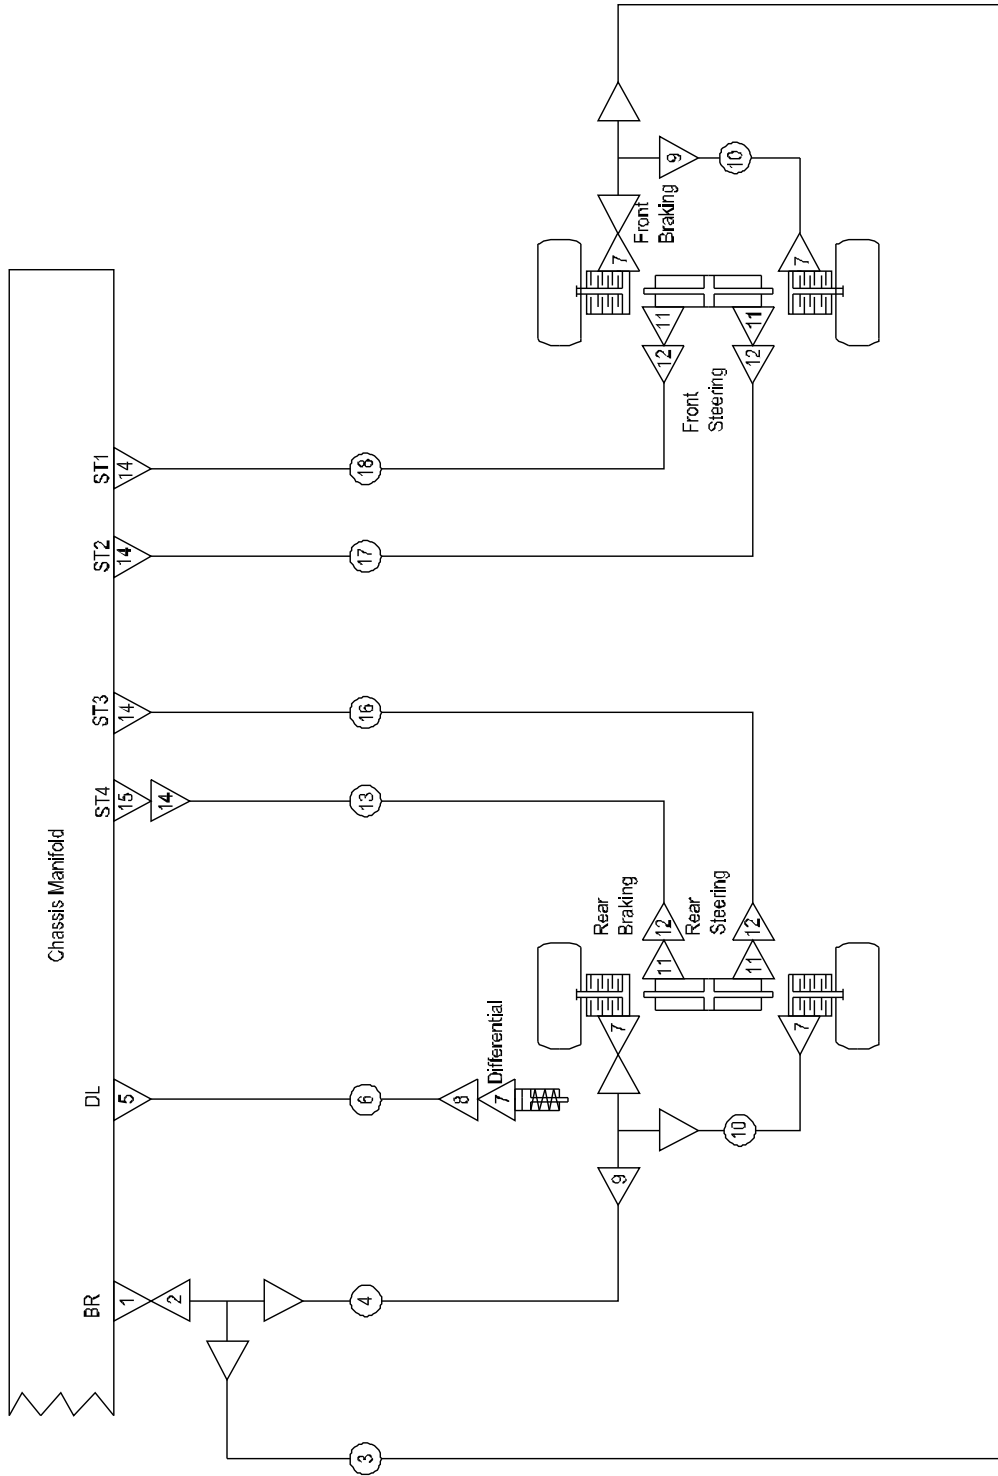 Chassis Manifold
BR
DL
ST4
ST3
ST2
ST1
1
2
5
15
14
14
14
14
3
4
6
13
16
17
18
8
7
Differential
9
10
7
7
11
12
11
12
Rear
Braking
Rear
Steering
Front
Steering
12
11
12
11
7
7
Front
Braking
9
10